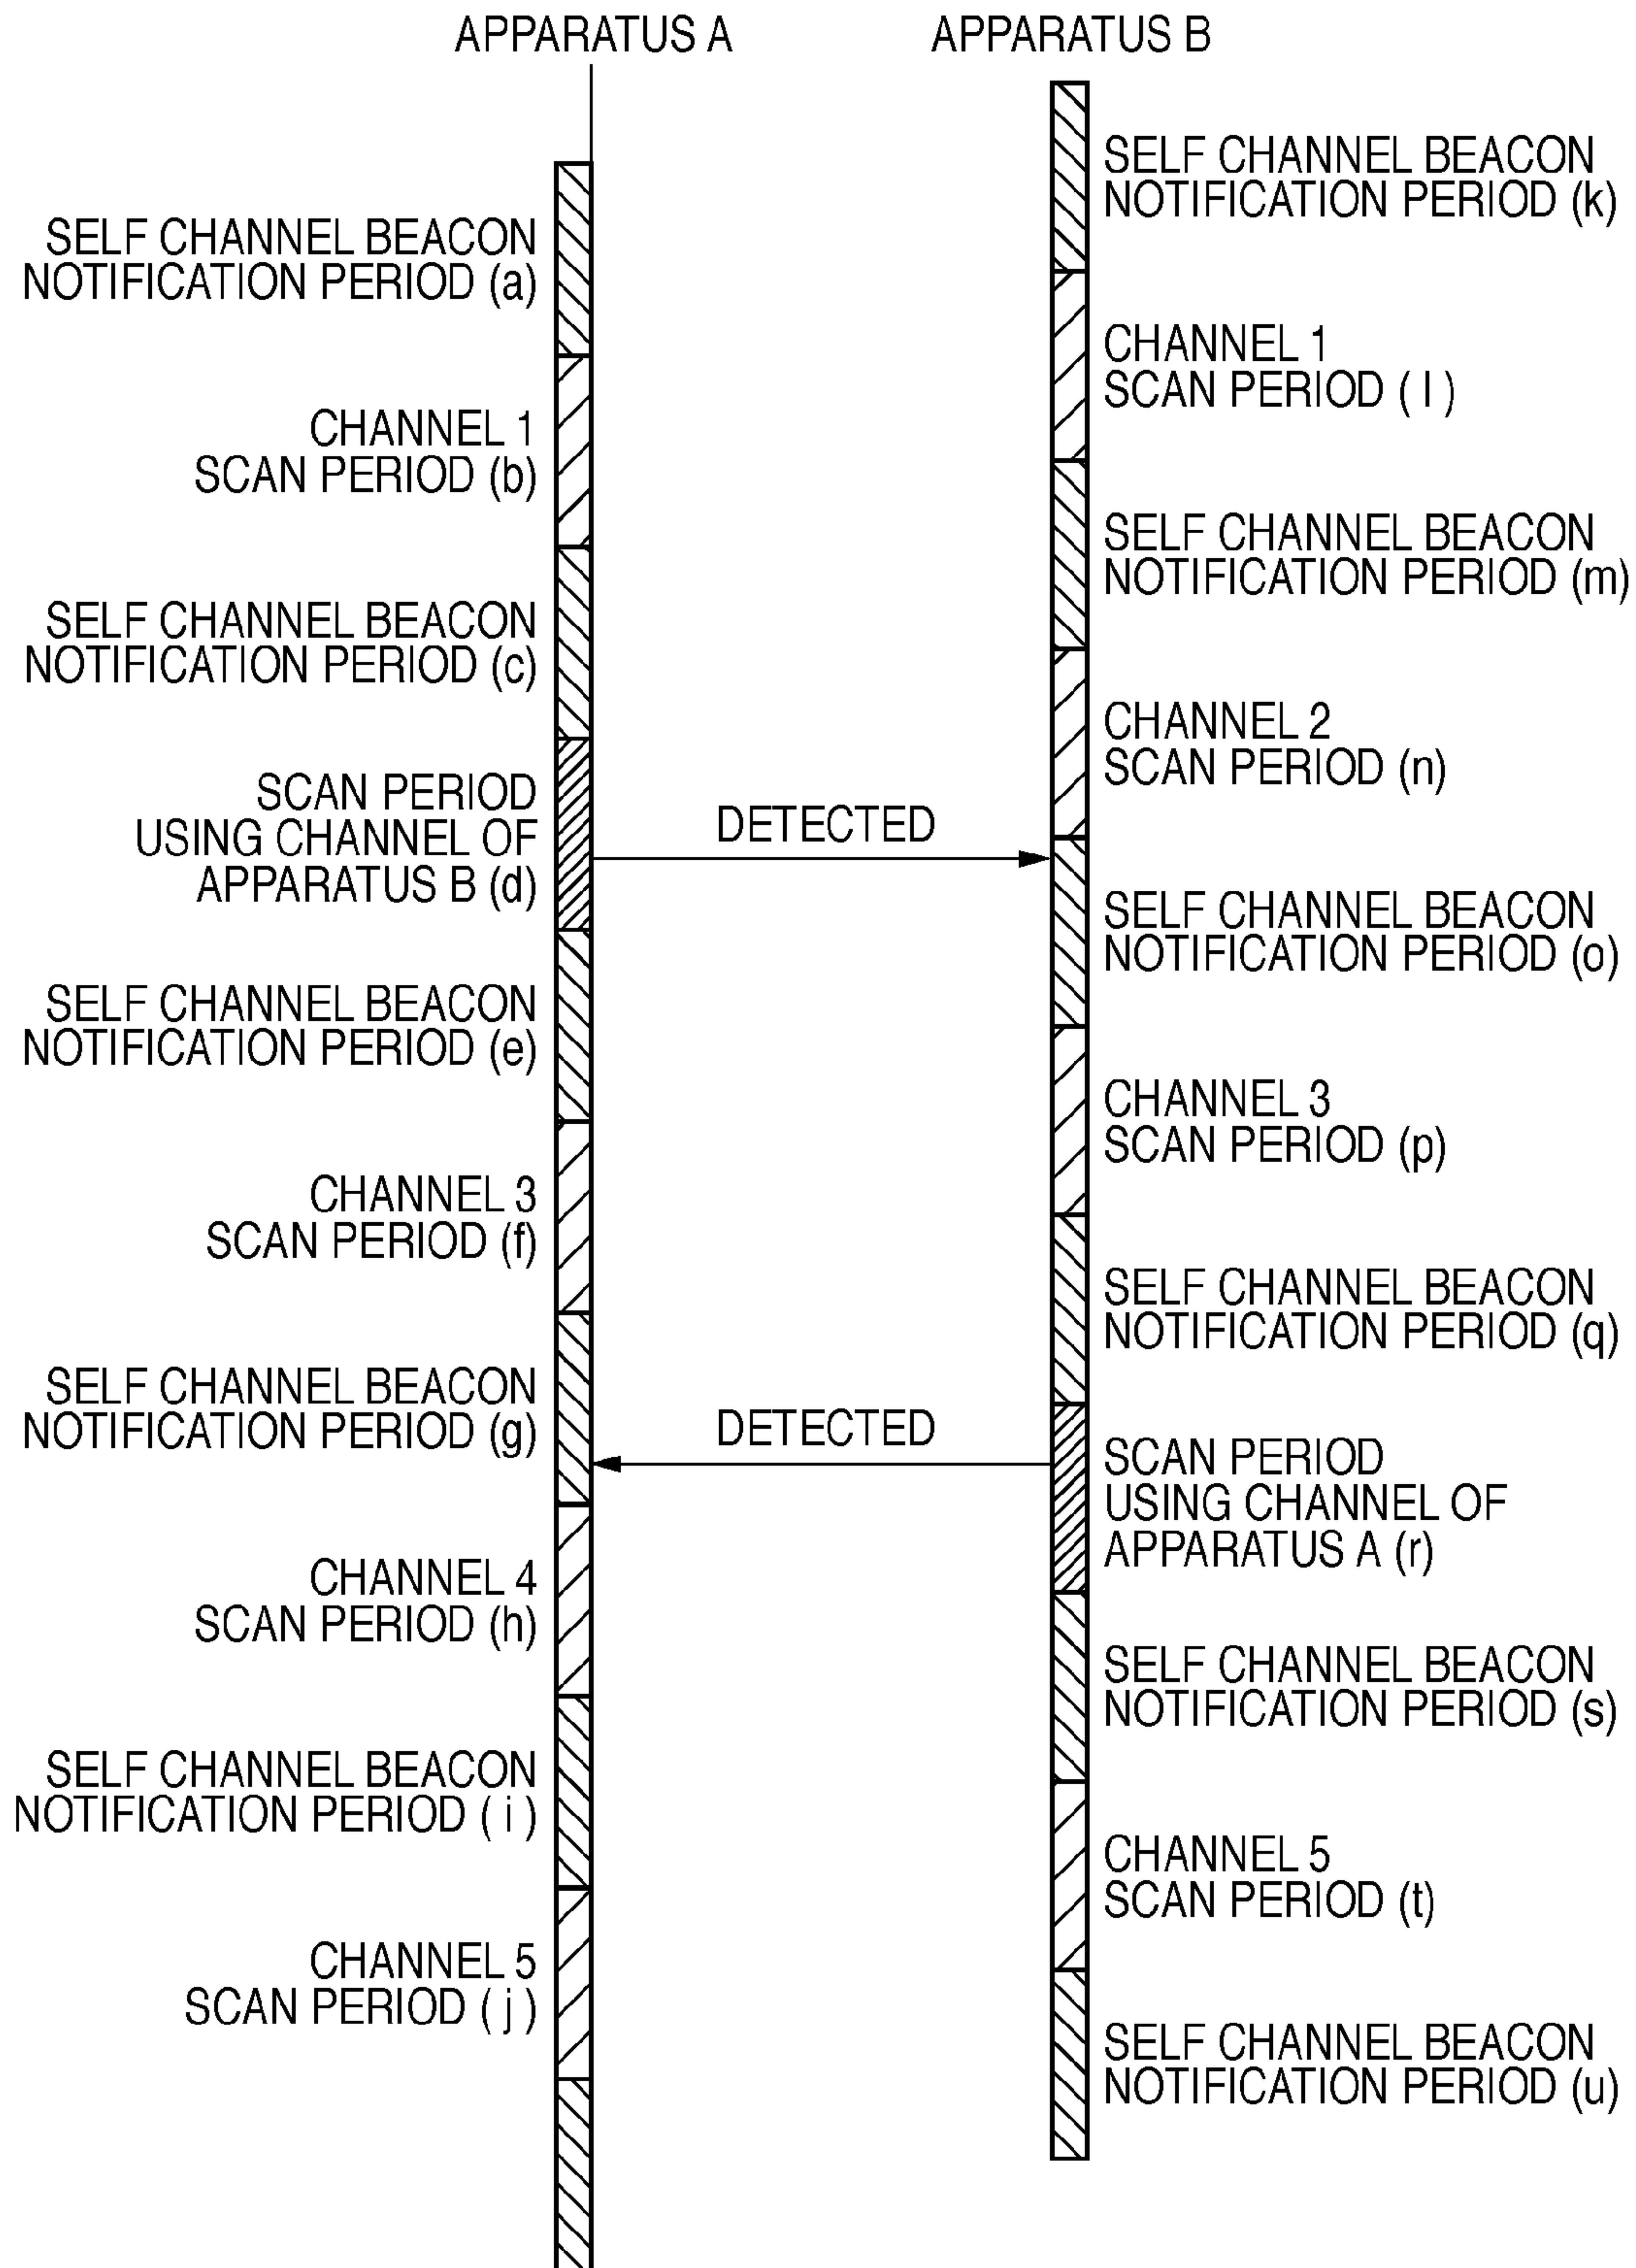 APPARATUS A
APPARATUS B
SELF CHANNEL BEACON
NOTIFICATION PERIOD (a)
CHANNEL 1
SCAN PERIOD (b)
SELF CHANNEL BEACON
NOTIFICATION PERIOD (c)
SCAN PERIOD
USING CHANNEL OF
APPARATUS B (d)
SELF CHANNEL BEACON
NOTIFICATION PERIOD (e)
CHANNEL 3
SCAN PERIOD (f)
SELF CHANNEL BEACON
NOTIFICATION PERIOD (g)
CHANNEL 4
SCAN PERIOD (h)
SELF CHANNEL BEACON
NOTIFICATION PERIOD ( i )
CHANNEL 5
SCAN PERIOD ( j )
DETECTED
DETECTED
SELF CHANNEL BEACON
NOTIFICATION PERIOD (k)
CHANNEL 1
SCAN PERIOD ( l )
SELF CHANNEL BEACON
NOTIFICATION PERIOD (m)
CHANNEL 2
SCAN PERIOD (n)
SELF CHANNEL BEACON
NOTIFICATION PERIOD (o)
CHANNEL 3
SCAN PERIOD (p)
SELF CHANNEL BEACON
NOTIFICATION PERIOD (q)
SCAN PERIOD
USING CHANNEL OF
APPARATUS A (r)
SELF CHANNEL BEACON
NOTIFICATION PERIOD (s)
CHANNEL 5
SCAN PERIOD (t)
SELF CHANNEL BEACON
NOTIFICATION PERIOD (u)